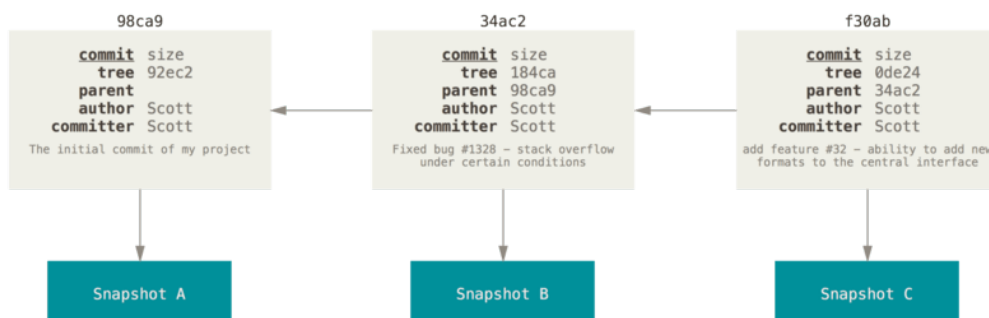 98ca9
commit size
tree 92ec2
parent
author Scott
committer Scott
The initial commit of my project
Snapshot A
34ac2
commit size
tree 184ca
parent 98ca9
author Scott
committer Scott
Fixed bug #1328 – stack overflow
under certain conditions
Snapshot B
f30ab
commit size
tree 0de24
parent 34ac2
author Scott
committer Scott
add feature #32 – ability to add new
formats to the central interface
Snapshot C